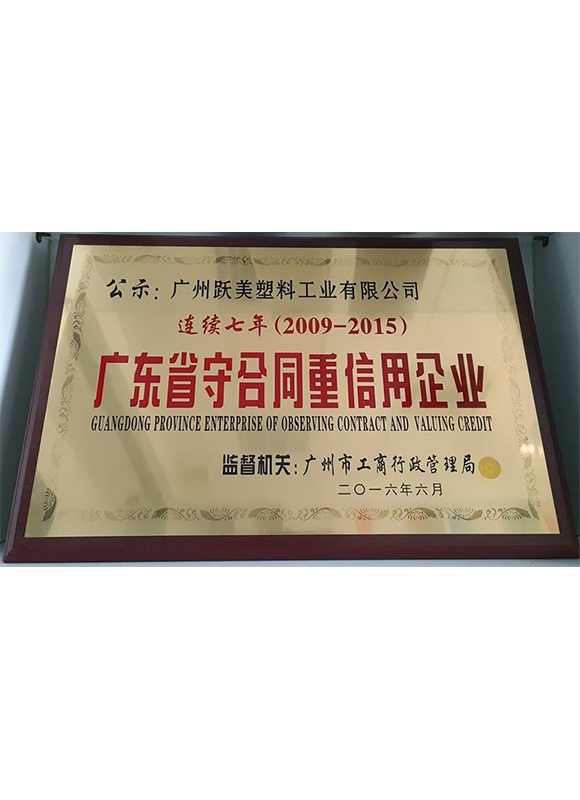 公示：广州跃美塑料工业有限公司
连续七年(2009-2015)
广东省守合同重信用企业
GUANGDONG PROVINCE ENTERPRISE OF OBSERVING CONTRACT AND VALUING CREDIT
监督机关：广州市工商行政管理局
二〇一六年六月